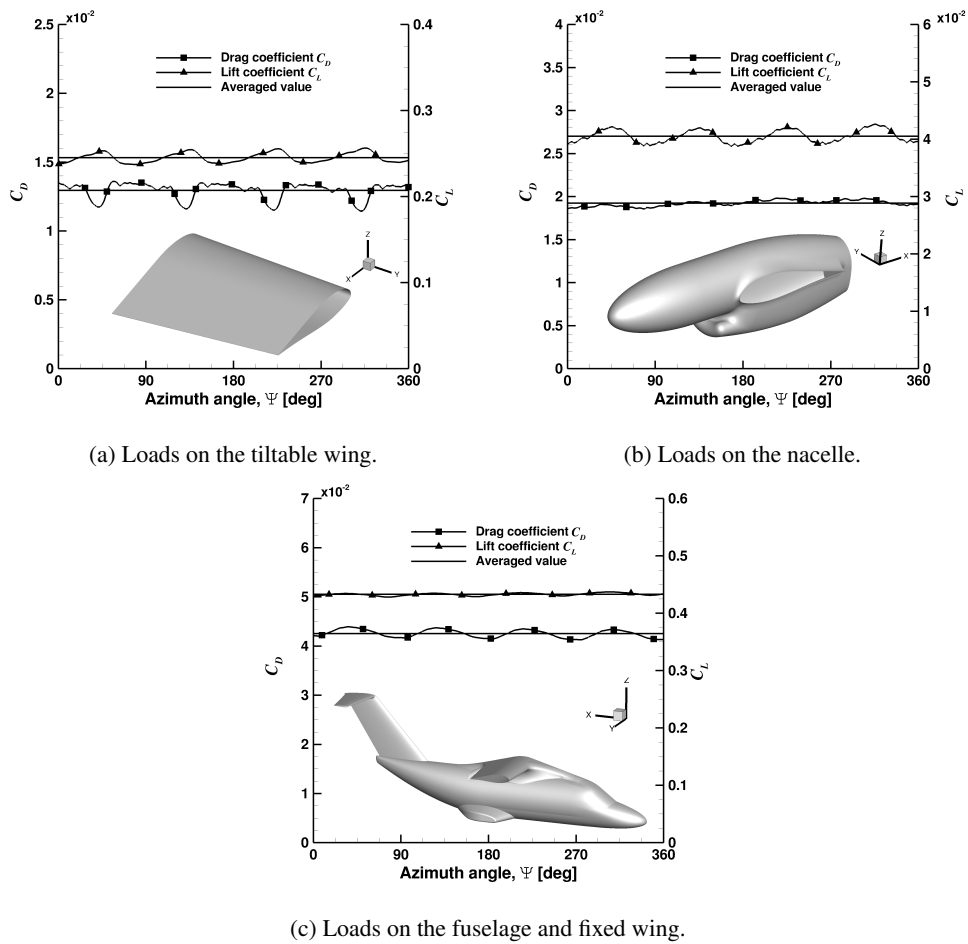 x10⁻²
2.5
2
1.5
1
0.5
0
C_D
0.4
0.3
0.2
0.1
0
C_L
Drag coefficient C_D
Lift coefficient C_L
Averaged value
Z
X
Y
0 90 180 270 360
Azimuth angle, Ψ [deg]
(a) Loads on the tiltable wing.
x10⁻²
4
3.5
3
2.5
2
1.5
1
0.5
0
C_D
x10⁻²
6
5
4
3
2
1
0
C_L
Drag coefficient C_D
Lift coefficient C_L
Averaged value
Z
Y
X
0 90 180 270 360
Azimuth angle, Ψ [deg]
(b) Loads on the nacelle.
x10⁻²
7
6
5
4
3
2
1
0
C_D
0.6
0.5
0.4
0.3
0.2
0.1
0
C_L
Drag coefficient C_D
Lift coefficient C_L
Averaged value
Z
X
Y
0 90 180 270 360
Azimuth angle, Ψ [deg]
(c) Loads on the fuselage and fixed wing.